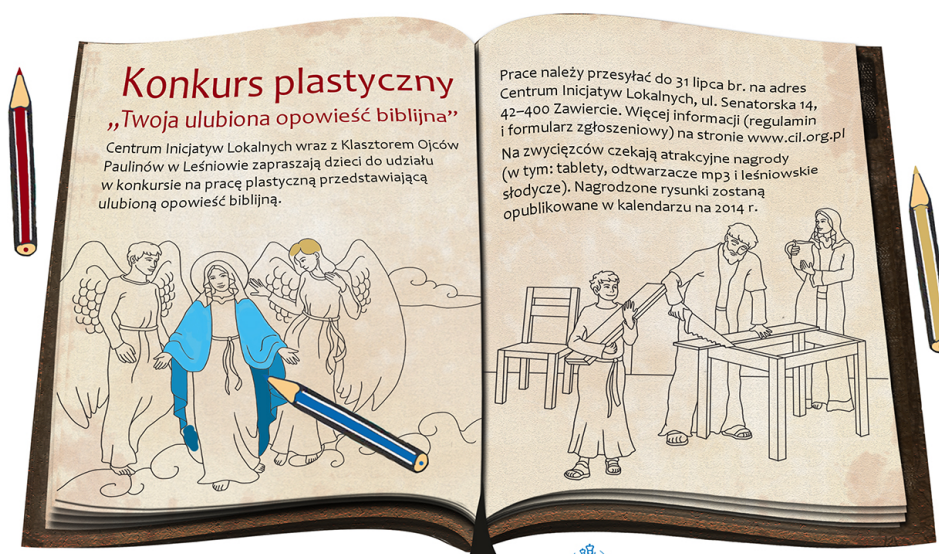 Konkurs plastyczny
„Twoja ulubiona opowieść biblijna”
Centrum Inicjatyw Lokalnych wraz z Klasztorem Ojców
Paulinów w Leśniowie zapraszają dzieci do udziału
w konkursie na pracę plastyczną przedstawiającą
ulubioną opowieść biblijną.
Prace należy przesyłać do 31 lipca br. na adres
Centrum Inicjatyw Lokalnych, ul. Senatorska 14,
42–400 Zawiercie. Więcej informacji (regulamin
i formularz zgłoszeniowy) na stronie www.cil.org.pl
Na zwycięzców czekają atrakcyjne nagrody
(w tym: tablety, odtwarzacze mp3 i leśniowskie
słodycze). Nagrodzone rysunki zostaną
opublikowane w kalendarzu na 2014 r.